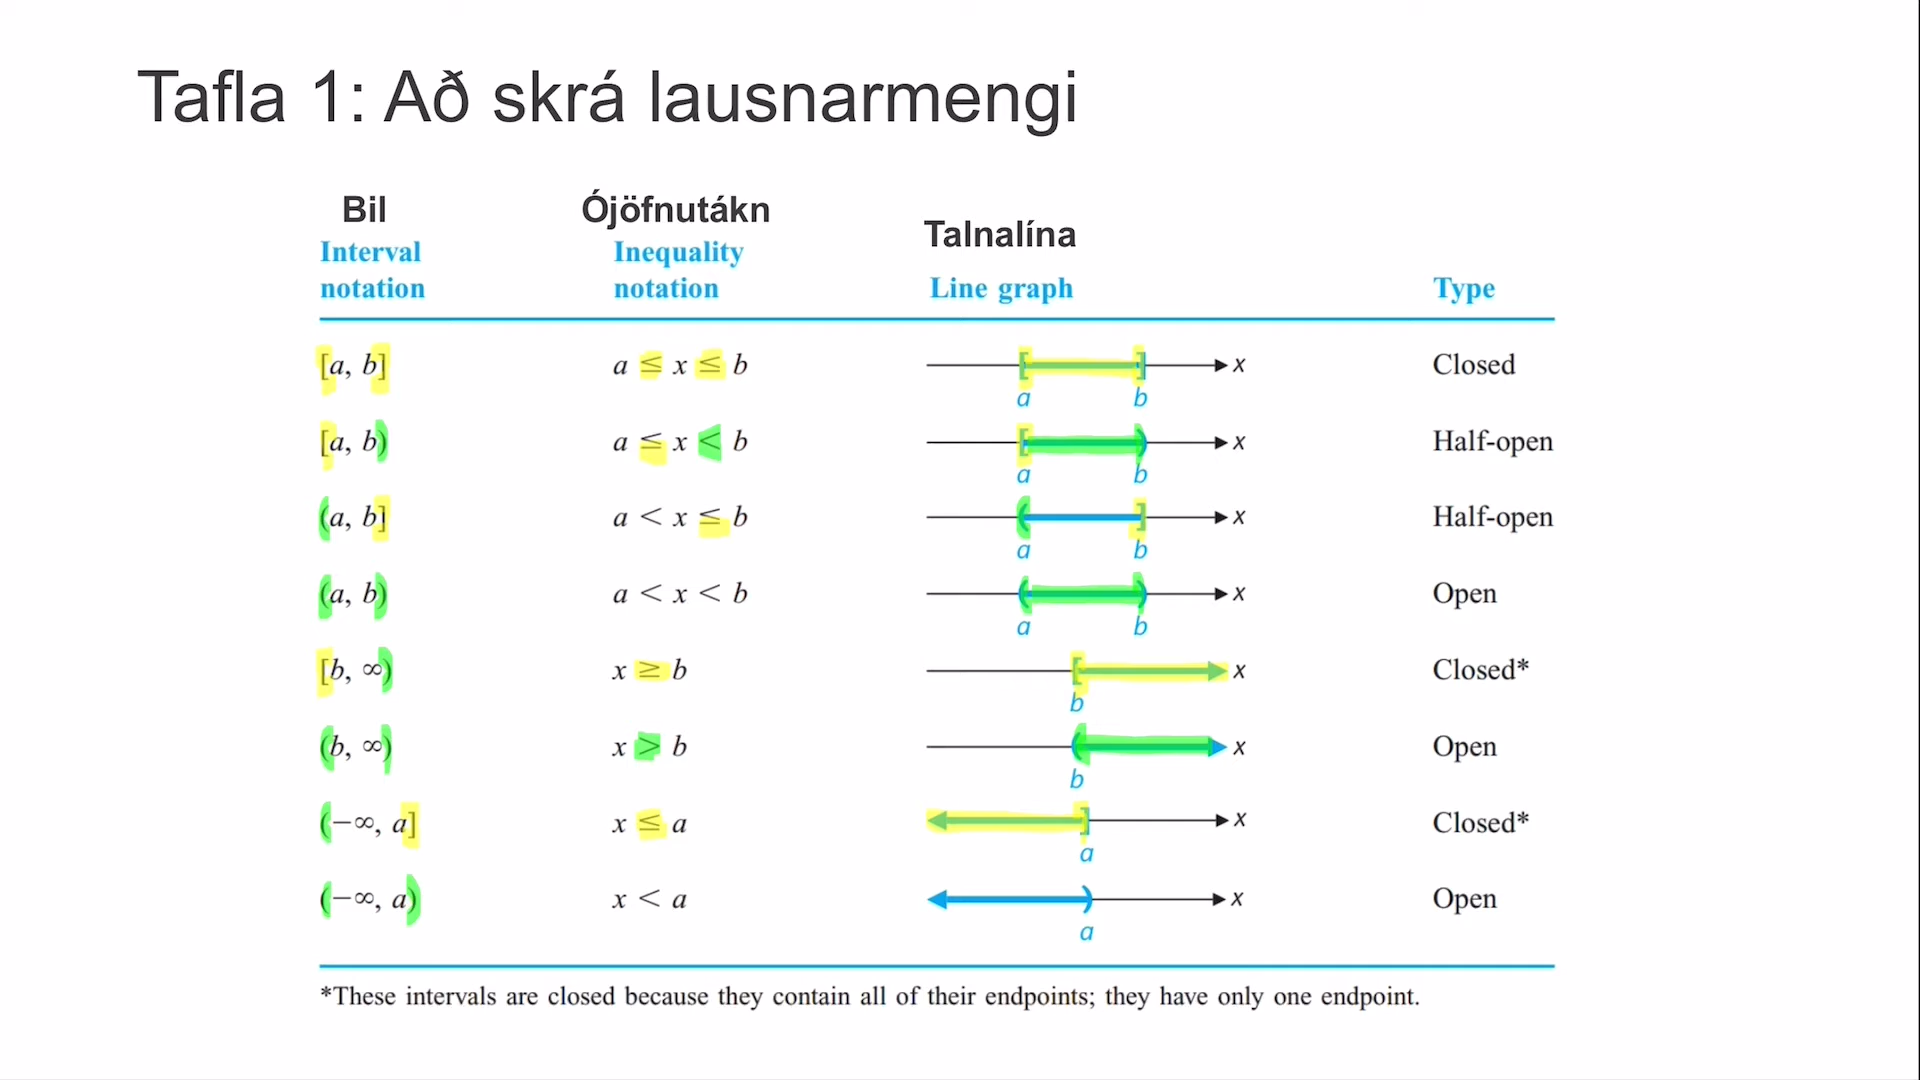 Tafla 1: Að skrá lausnarmengi
Bil Ójöfnutákn Talnalína
Interval notation Inequality notation Line graph Type
[a, b] a ≤ x ≤ b [ ] x Closed
a b
[a, b) a ≤ x < b [ ) x Half-open
a b
(a, b] a < x ≤ b ( ] x Half-open
a b
(a, b) a < x < b ( ) x Open
a b
[b, ∞) x ≥ b [ x Closed*
b
(b, ∞) x > b ( x Open
b
(−∞, a] x ≤ a ] x Closed*
a
(−∞, a) x < a ) x Open
a
*These intervals are closed because they contain all of their endpoints; they have only one endpoint.